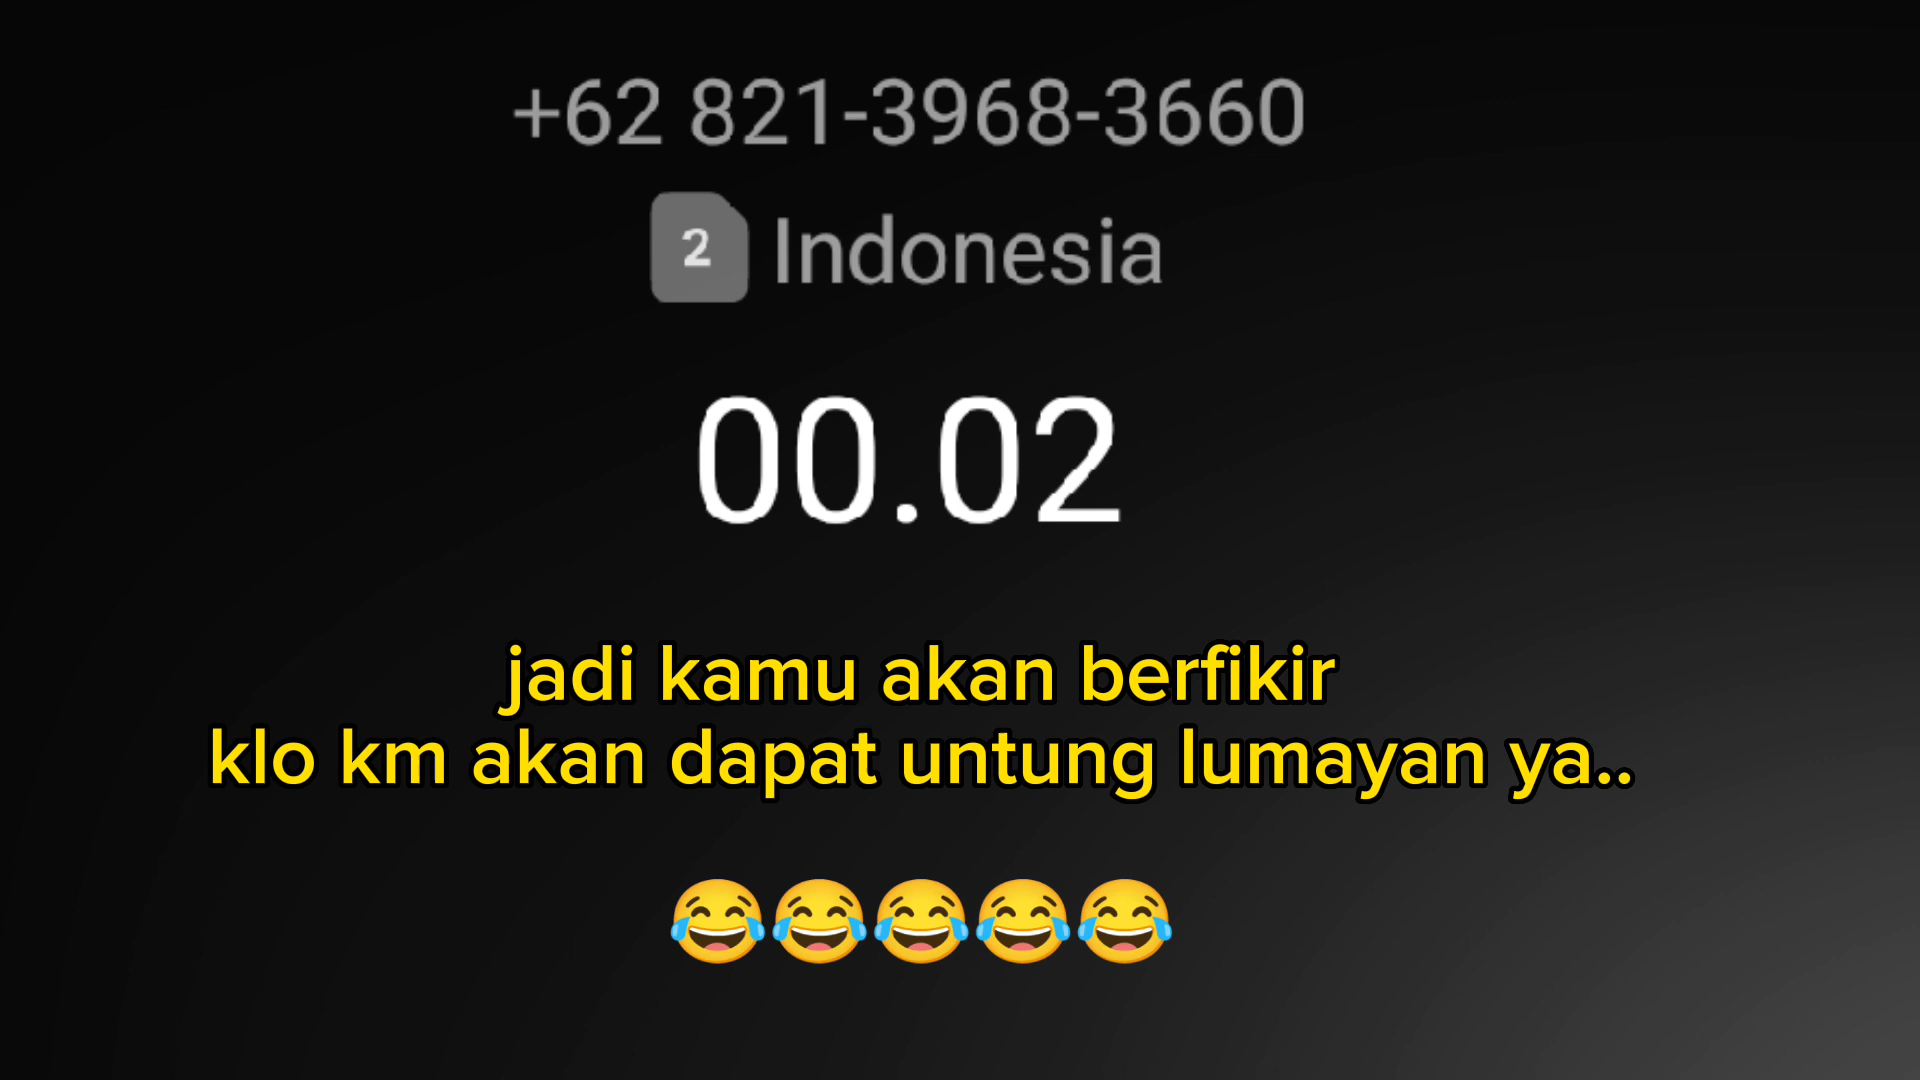 +62 821-3968-3660
2 Indonesia
00.02
jadi kamu akan berfikir
klo km akan dapat untung lumayan ya..
😂😂😂😂😂